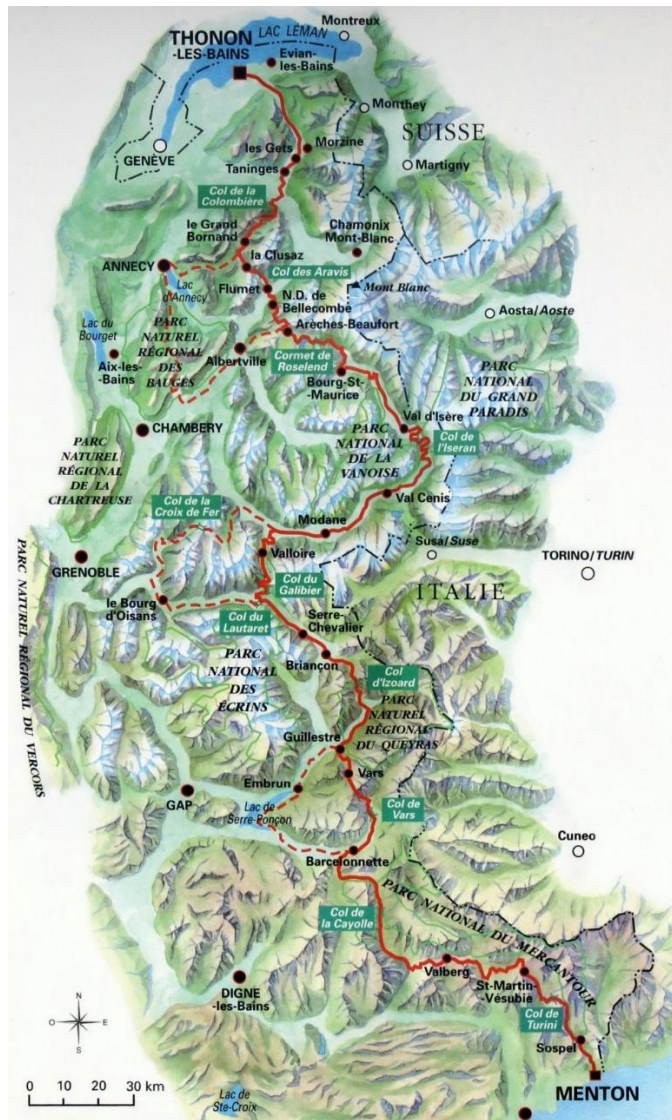 Montreux
LAC LÉMAN
THONON
-LES-BAINS
Evian-
les-Bains
Monthey
SUISSE
GENÈVE
les Gets
Morzine
Martigny
Taninges
Col de la
Colombière
le Grand
Bornand
Chamonix
Mont-Blanc
ANNECY
la Clusaz
Col des Aravis
Lac
d'Annecy
Flumet
Mont Blanc
N.D. de
Bellecombe
Aosta/Aoste
Lac du
Bourget
PARC
NATUREL
RÉGIONAL
DES
BAUGES
Arèches-Beaufort
Albertville
Aix-les-
Bains
Cormet de
Roselend
Bourg-St-
Maurice
PARC
NATIONAL
DU GRAND
PARADIS
Val d'Isère
CHAMBERY
PARC
NATIONAL
DE LA
VANOISE
Col de
l'Iseran
PARC
NATUREL
RÉGIONAL
DE LA
CHARTREUSE
Val Cenis
Col de la
Croix de Fer
Modane
Susa/Suse
GRENOBLE
Valloire
TORINO/TURIN
ITALIE
Col du
Galibier
le Bourg
d'Oisans
Col du
Lautaret
Serre-
Chevalier
PARC NATUREL RÉGIONAL DU VERCORS
Briançon
PARC
NATIONAL
DES
ÉCRINS
Col
d'Izoard
PARC
NATUREL
RÉGIONAL
DU QUEYRAS
Guillestre
Vars
Embrun
GAP
Lac de
Serre-Ponçon
Col de
Vars
Cuneo
Barcelonnette
PARC NATIONAL DU MERCANTOUR
Col de
la Cayolle
Valberg
St-Martin-
Vésubie
DIGNE
-les-Bains
Col de
Turini
N
O
E
S
Sospel
0 10 20 30 km
MENTON
Lac de
Ste-Croix